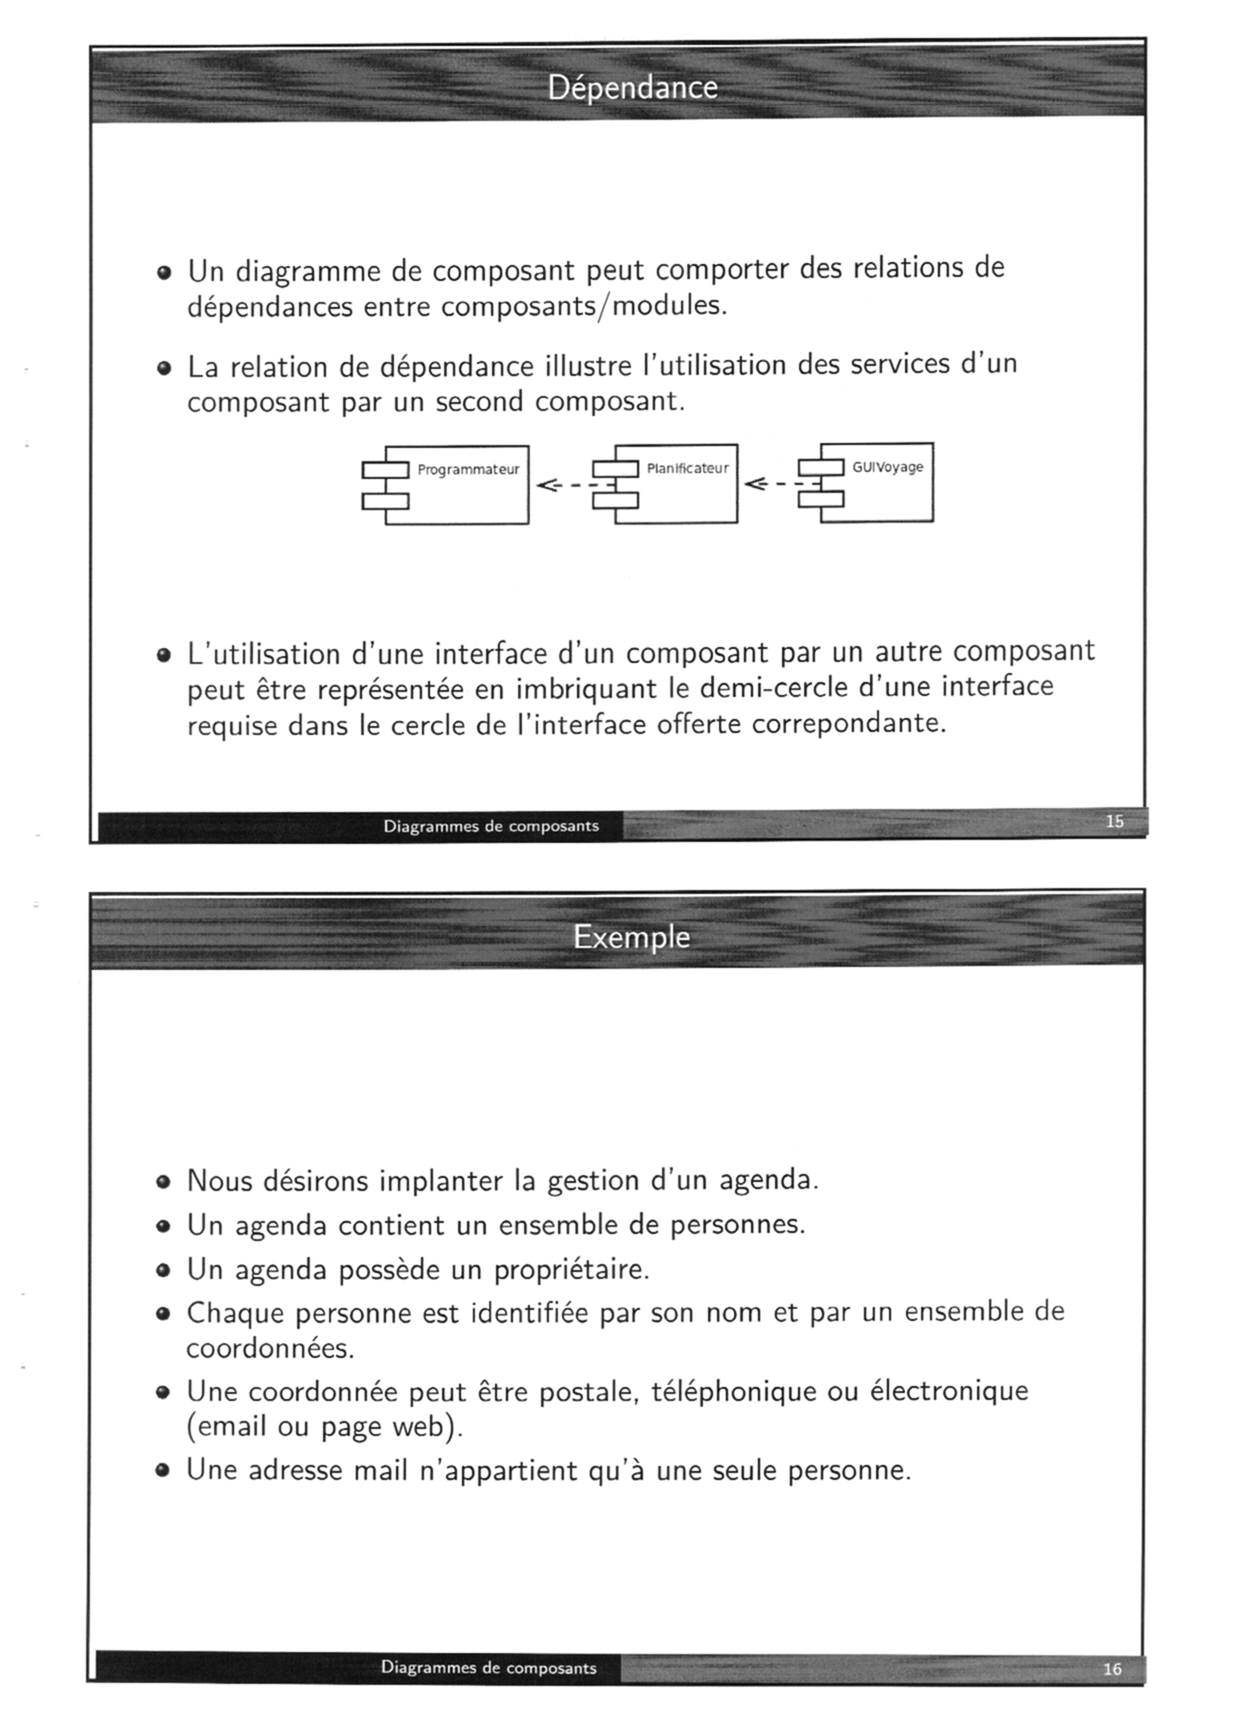 Dépendance
Un diagramme de composant peut comporter des relations de
dépendances entre composants/modules.
La relation de dépendance illustre l'utilisation des services d'un
composant par un second composant.
Programmateur
Planificateur
GUIVoyage
L'utilisation d'une interface d'un composant par un autre composant
peut être représentée en imbriquant le demi-cercle d'une interface
requise dans le cercle de l'interface offerte correpondante.
Diagrammes de composants
15
Exemple
Nous désirons implanter la gestion d'un agenda.
Un agenda contient un ensemble de personnes.
Un agenda possède un propriétaire.
Chaque personne est identifiée par son nom et par un ensemble de
coordonnées.
Une coordonnée peut être postale, téléphonique ou électronique
(email ou page web).
Une adresse mail n'appartient qu'à une seule personne.
Diagrammes de composants
16